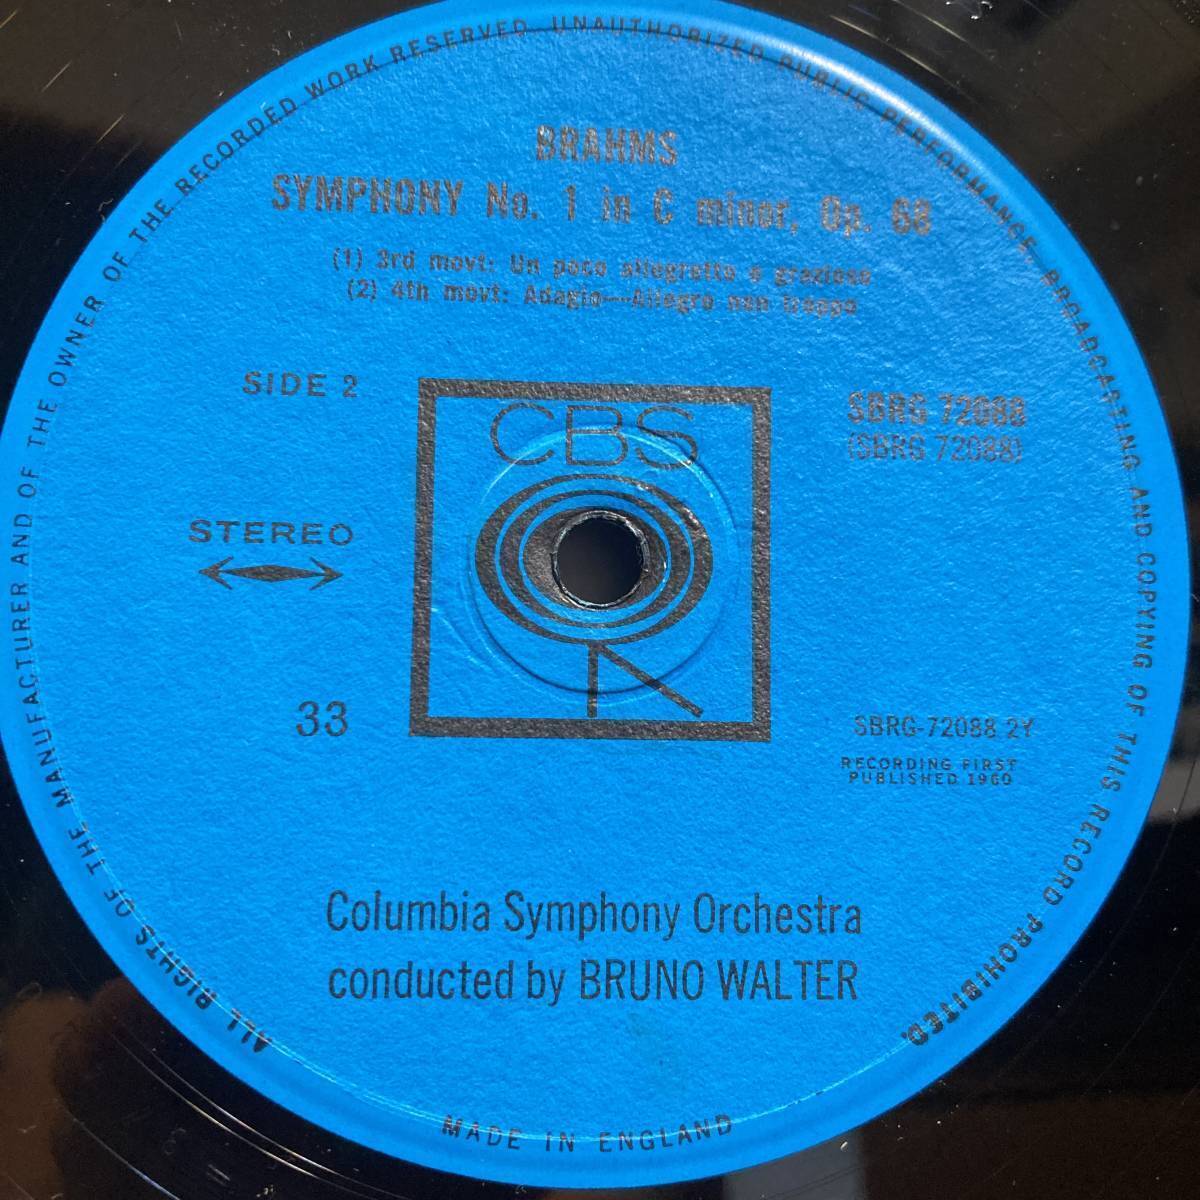 ALL RIGHTS OF THE MANUFACTURER AND OF THE OWNER OF THE RECORDED WORK RESERVED. UNAUTHORIZED PUBLIC PERFORMANCE, BROADCASTING AND COPYING OF THIS RECORD PROHIBITED.
BRAHMS
SYMPHONY No. 1 in C minor, Op. 68
(1) 3rd movt: Un poco allegretto e grazioso
(2) 4th movt: Adagio—Allegro non troppo
SIDE 2
CBS
SBRG 72088
(SBRG 72088)
STEREO
33
SBRG-72088 2Y
RECORDING FIRST
PUBLISHED 1960
Columbia Symphony Orchestra
conducted by BRUNO WALTER
MADE IN ENGLAND